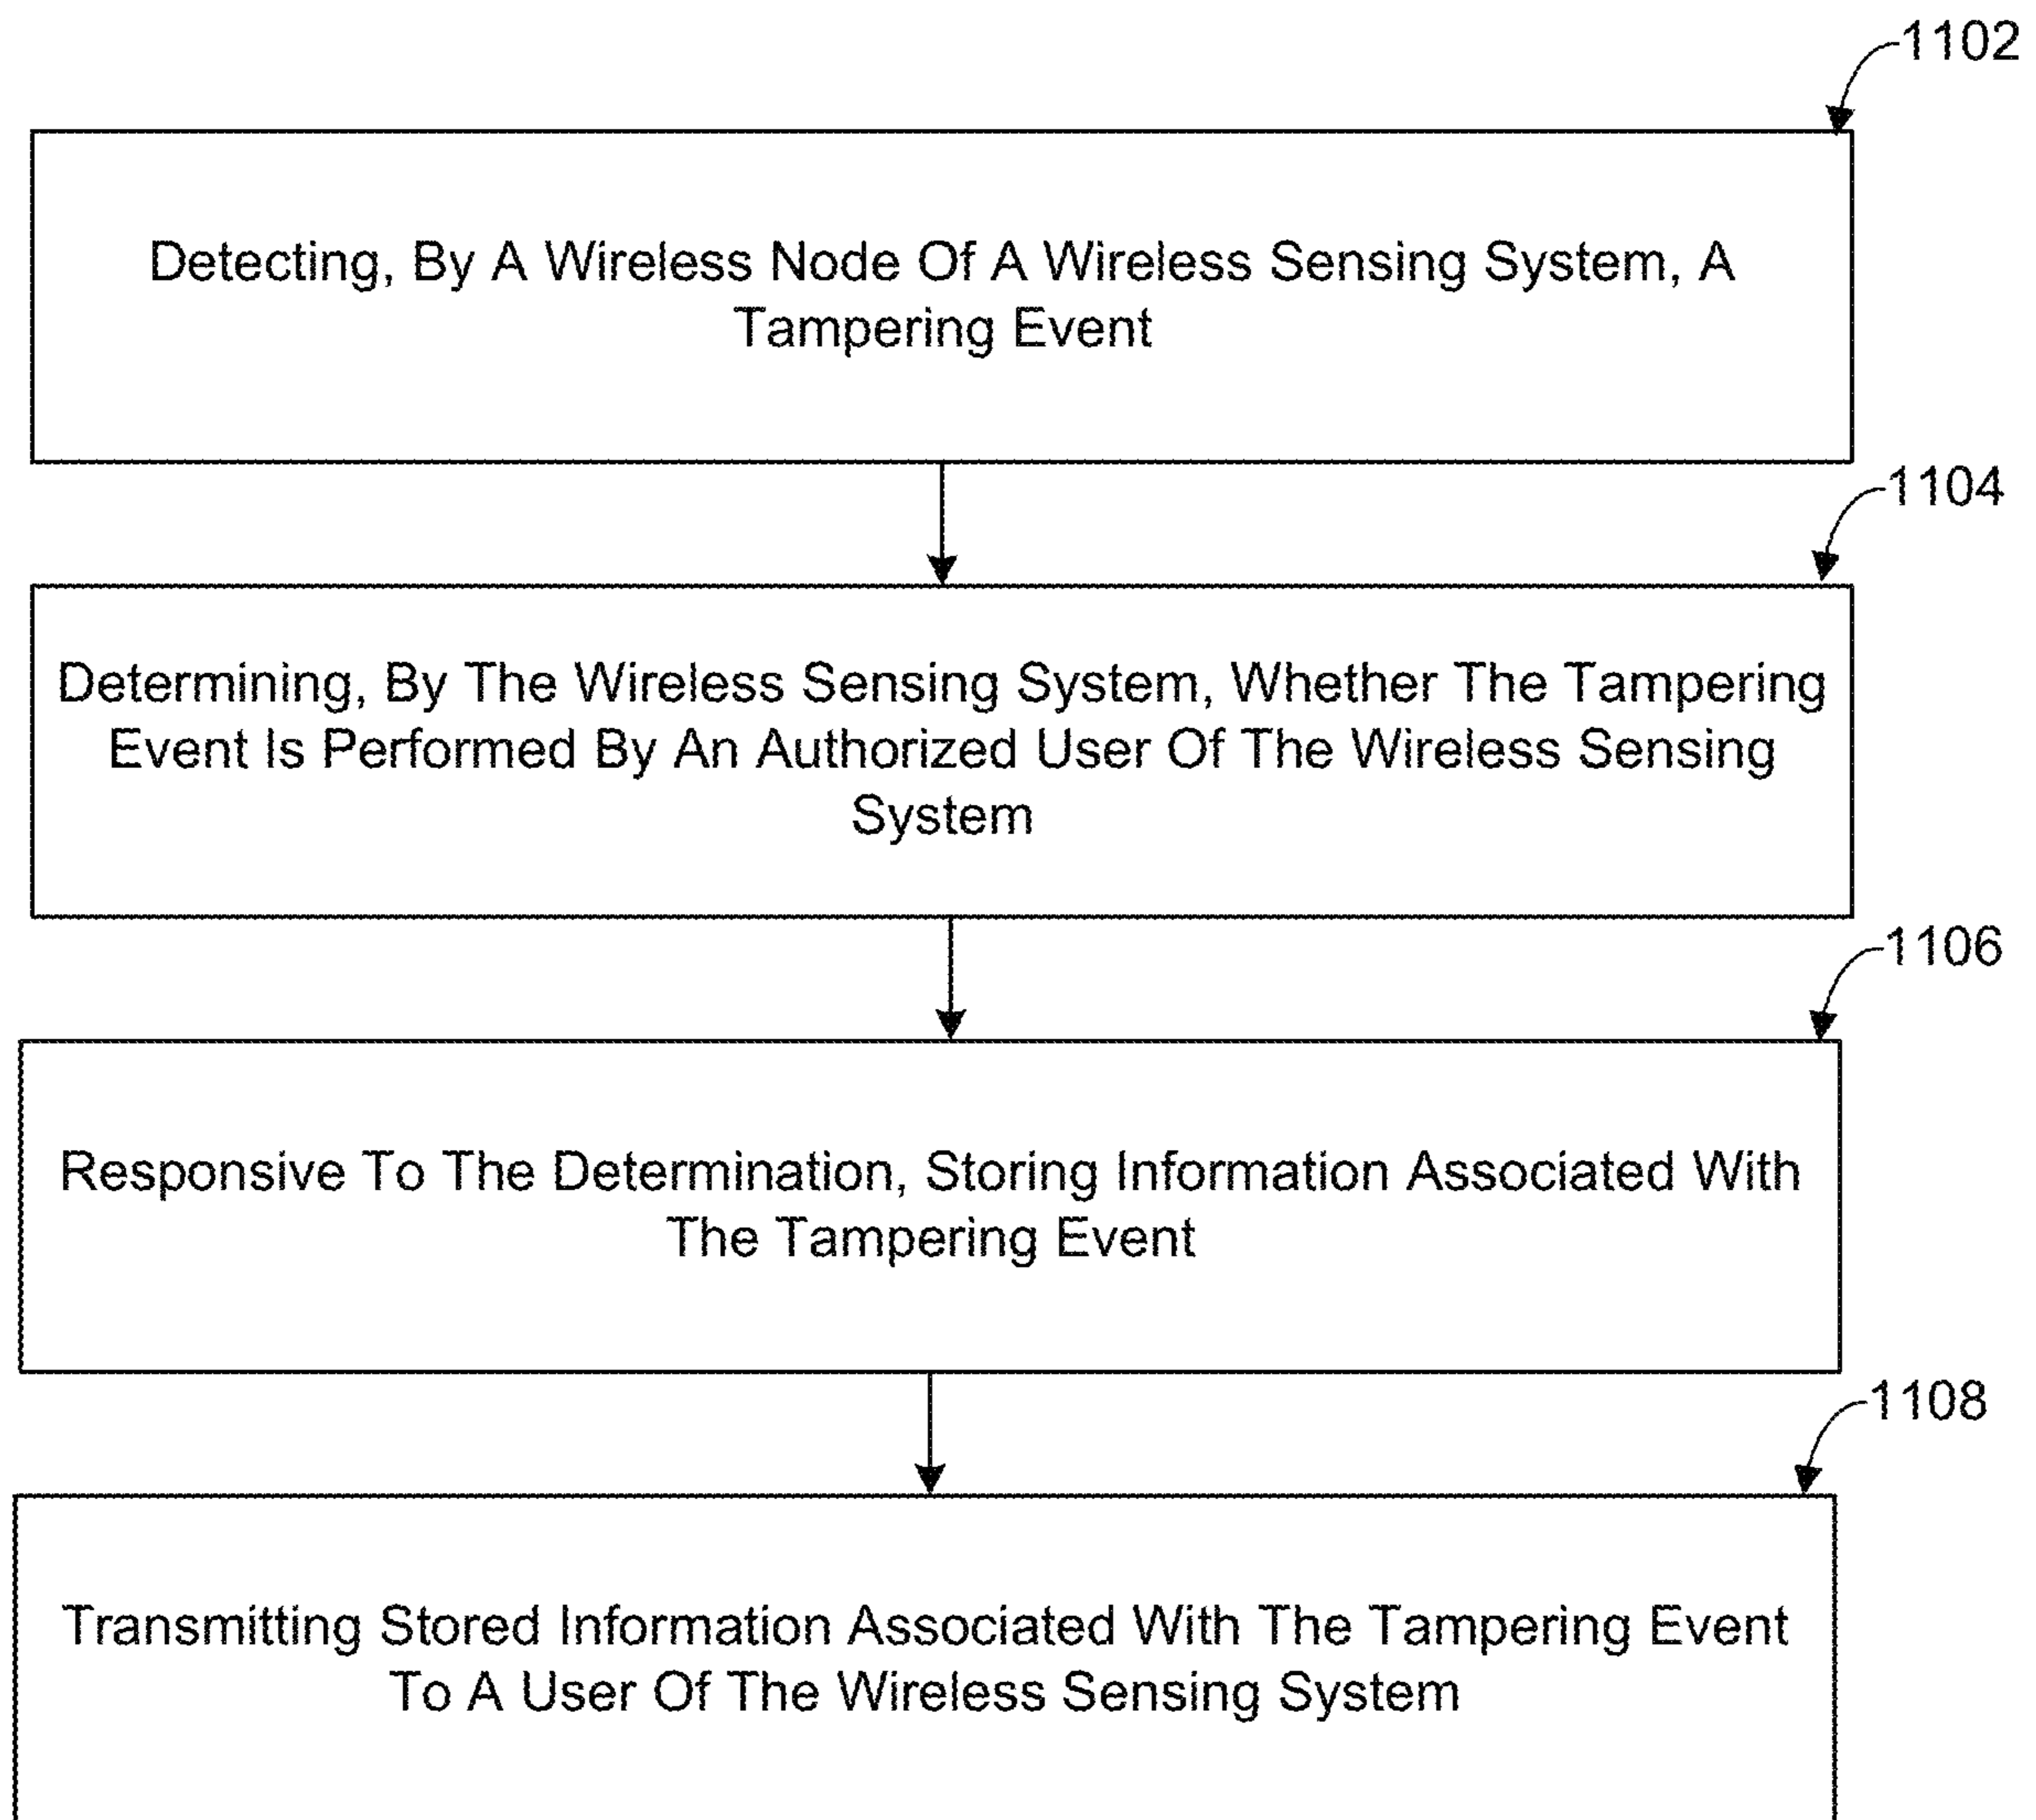 1102
Detecting, By A Wireless Node Of A Wireless Sensing System, A
Tampering Event
1104
Determining, By The Wireless Sensing System, Whether The Tampering
Event Is Performed By An Authorized User Of The Wireless Sensing
System
1106
Responsive To The Determination, Storing Information Associated With
The Tampering Event
1108
Transmitting Stored Information Associated With The Tampering Event
To A User Of The Wireless Sensing System